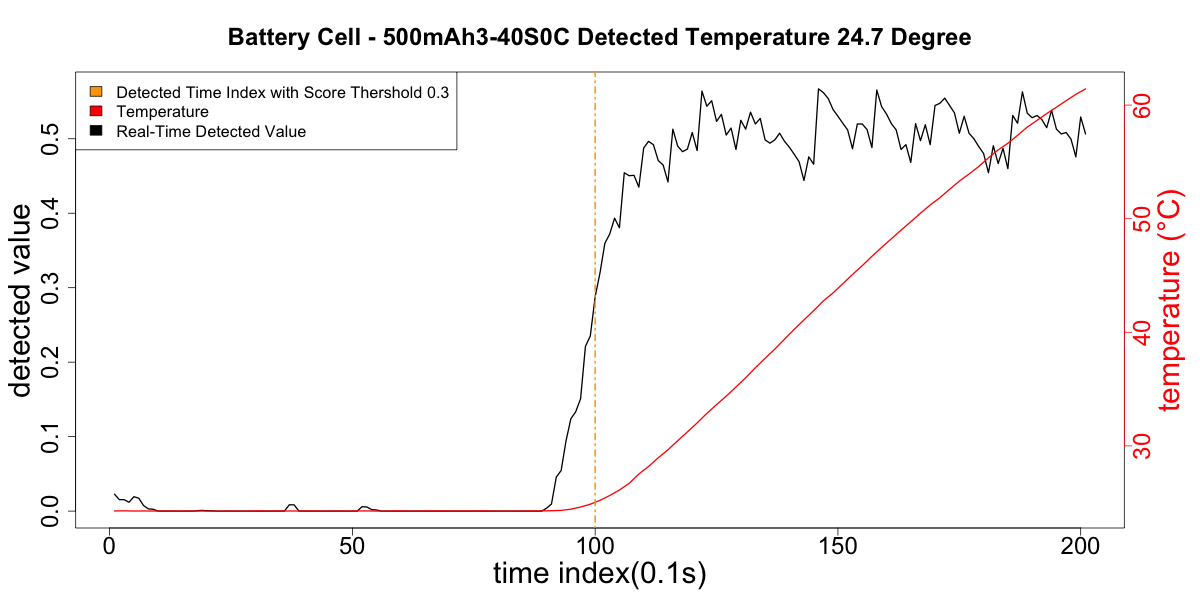 Battery Cell - 500mAh3-40S0C Detected Temperature 24.7 Degree
Detected Time Index with Score Thershold 0.3
Temperature
Real-Time Detected Value
detected value
0.0 0.1 0.2 0.3 0.4 0.5
30 40 50 60
temperature (°C)
0 50 100 150 200
time index(0.1s)